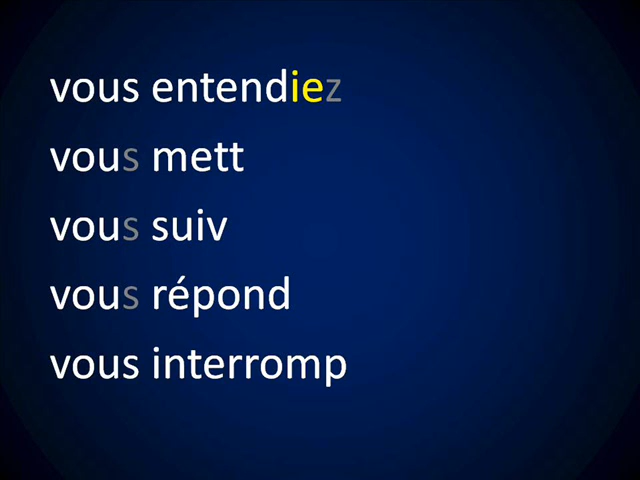 vous entendiez
vous mett
vous suiv
vous répond
vous interromp